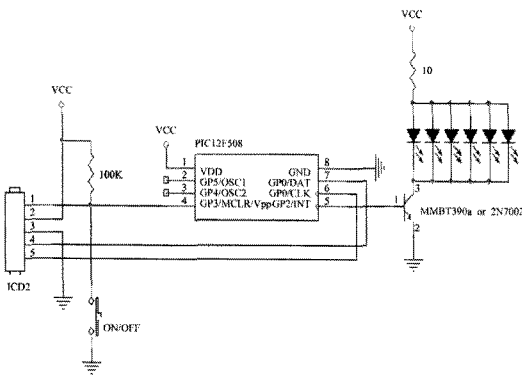 VCC
10
VCC
VCC
PIC12F508
100K
1 VDD GND 8
2 GP5/OSC1 GP0/DAT 7
3 GP4/OSC2 GP0/CLK 6
4 GP3/MCLR/Vpp GP2/INT 5
3
1
MMBT390a or 2N7002
2
1
2
3
4
5
ICD2
ON/OFF